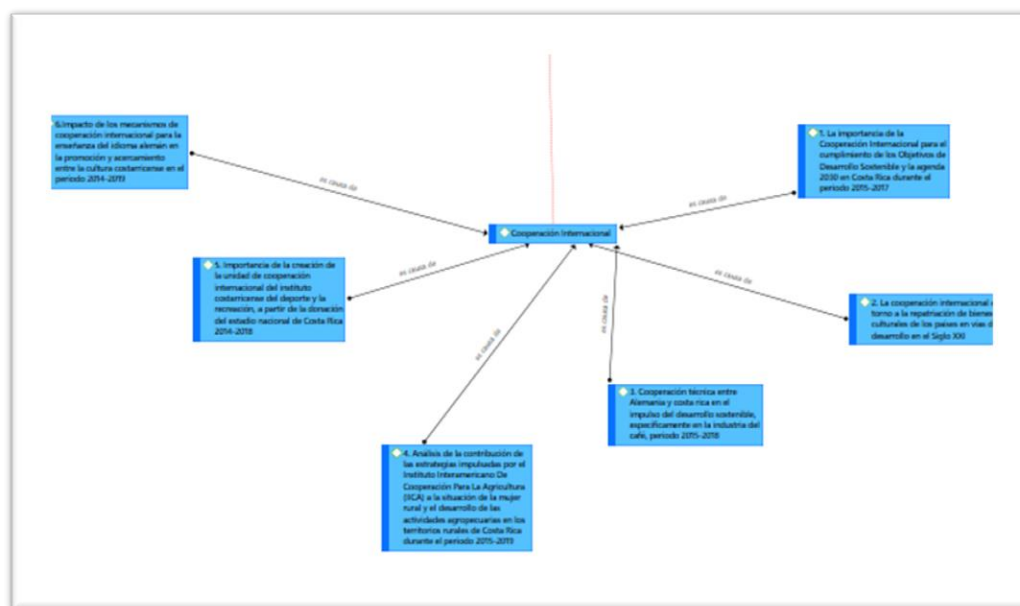 6.Impacto de los mecanismos de
cooperación internacional para la
enseñanza del idioma alemán en
la promoción y acercamiento
entre la cultura costarricense en el
periodo 2014-2019
es causa de
1. La importancia de la
Cooperación Internacional para el
cumplimiento de los Objetivos de
Desarrollo Sostenible y la agenda
2030 en Costa Rica durante el
periodo 2015-2017
es causa de
Cooperación Internacional
5. Importancia de la creación de
la unidad de cooperación
internacional del instituto
costarricense del deporte y la
recreación, a partir de la donación
del estadio nacional de Costa Rica
2014-2018
es causa de
es causa de
2. La cooperación internacional
torno a la repatriación de
culturales de los países en vías
desarrollo en el Siglo XXI
es causa de
3. Cooperación técnica entre
Alemania y costa rica en el
impulso del desarrollo sostenible,
específicamente en la industria del
café, periodo 2015-2018
es causa de
4. Análisis de la contribución de
las estrategias impulsadas por el
Instituto Interamericano De
Cooperación Para La Agricultura
(IICA) a la situación de la mujer
rural y el desarrollo de las
actividades agropecuarias en los
territorios rurales de Costa Rica
durante el periodo 2015-2019